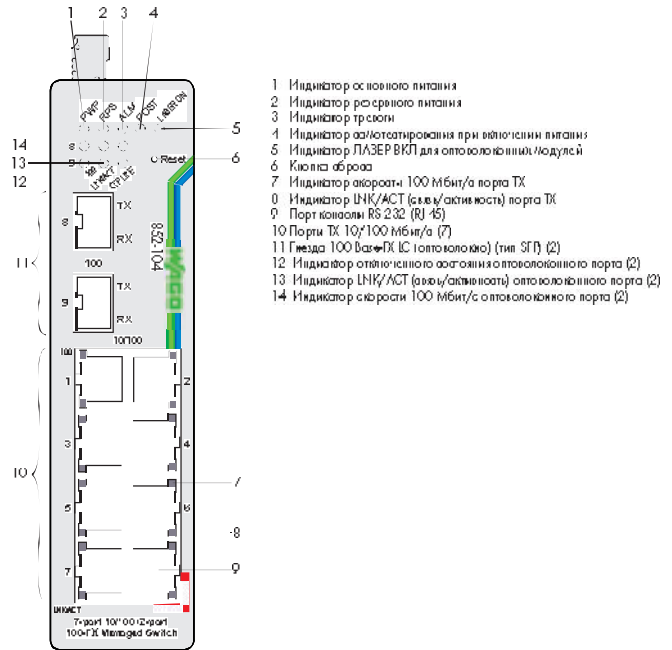 1 2 3 4
PWR RPS ALM POST LASER ON
5
14 8
13 9
Reset 6
12 100 LNK/ACT
8 TX
RX
852-104
WAGO
11
100
9 TX
RX
10/100
100
1 2
3 4
10
7
5 6
8
7 9
LNK/ACT
7-port 10/100+2-port
100-FX Managed Switch
1 Индикатор основного питания
2 Индикатор резервного питания
3 Индикатор тревоги
4 Индикатор самотестирования при включении питания
5 Индикатор ЛАЗЕР ВКЛ для оптоволоконных модулей
6 Кнопка сброса
7 Индикатор скорости 100 Мбит/с порта TX
8 Индикатор LNK/ACT (связь/активность) порта TX
9 Порт консоли RS 232 (RJ 45)
10 Порты TX 10/100 Мбит/с (7)
11 Гнезда 100 Base-FX LC (оптоволокно) (тип SFP) (2)
12 Индикатор отключенного состояния оптоволоконного порта (2)
13 Индикатор LNK/ACT (связь/активность) оптоволоконного порта (2)
14 Индикатор скорости 100 Мбит/с оптоволоконного порта (2)